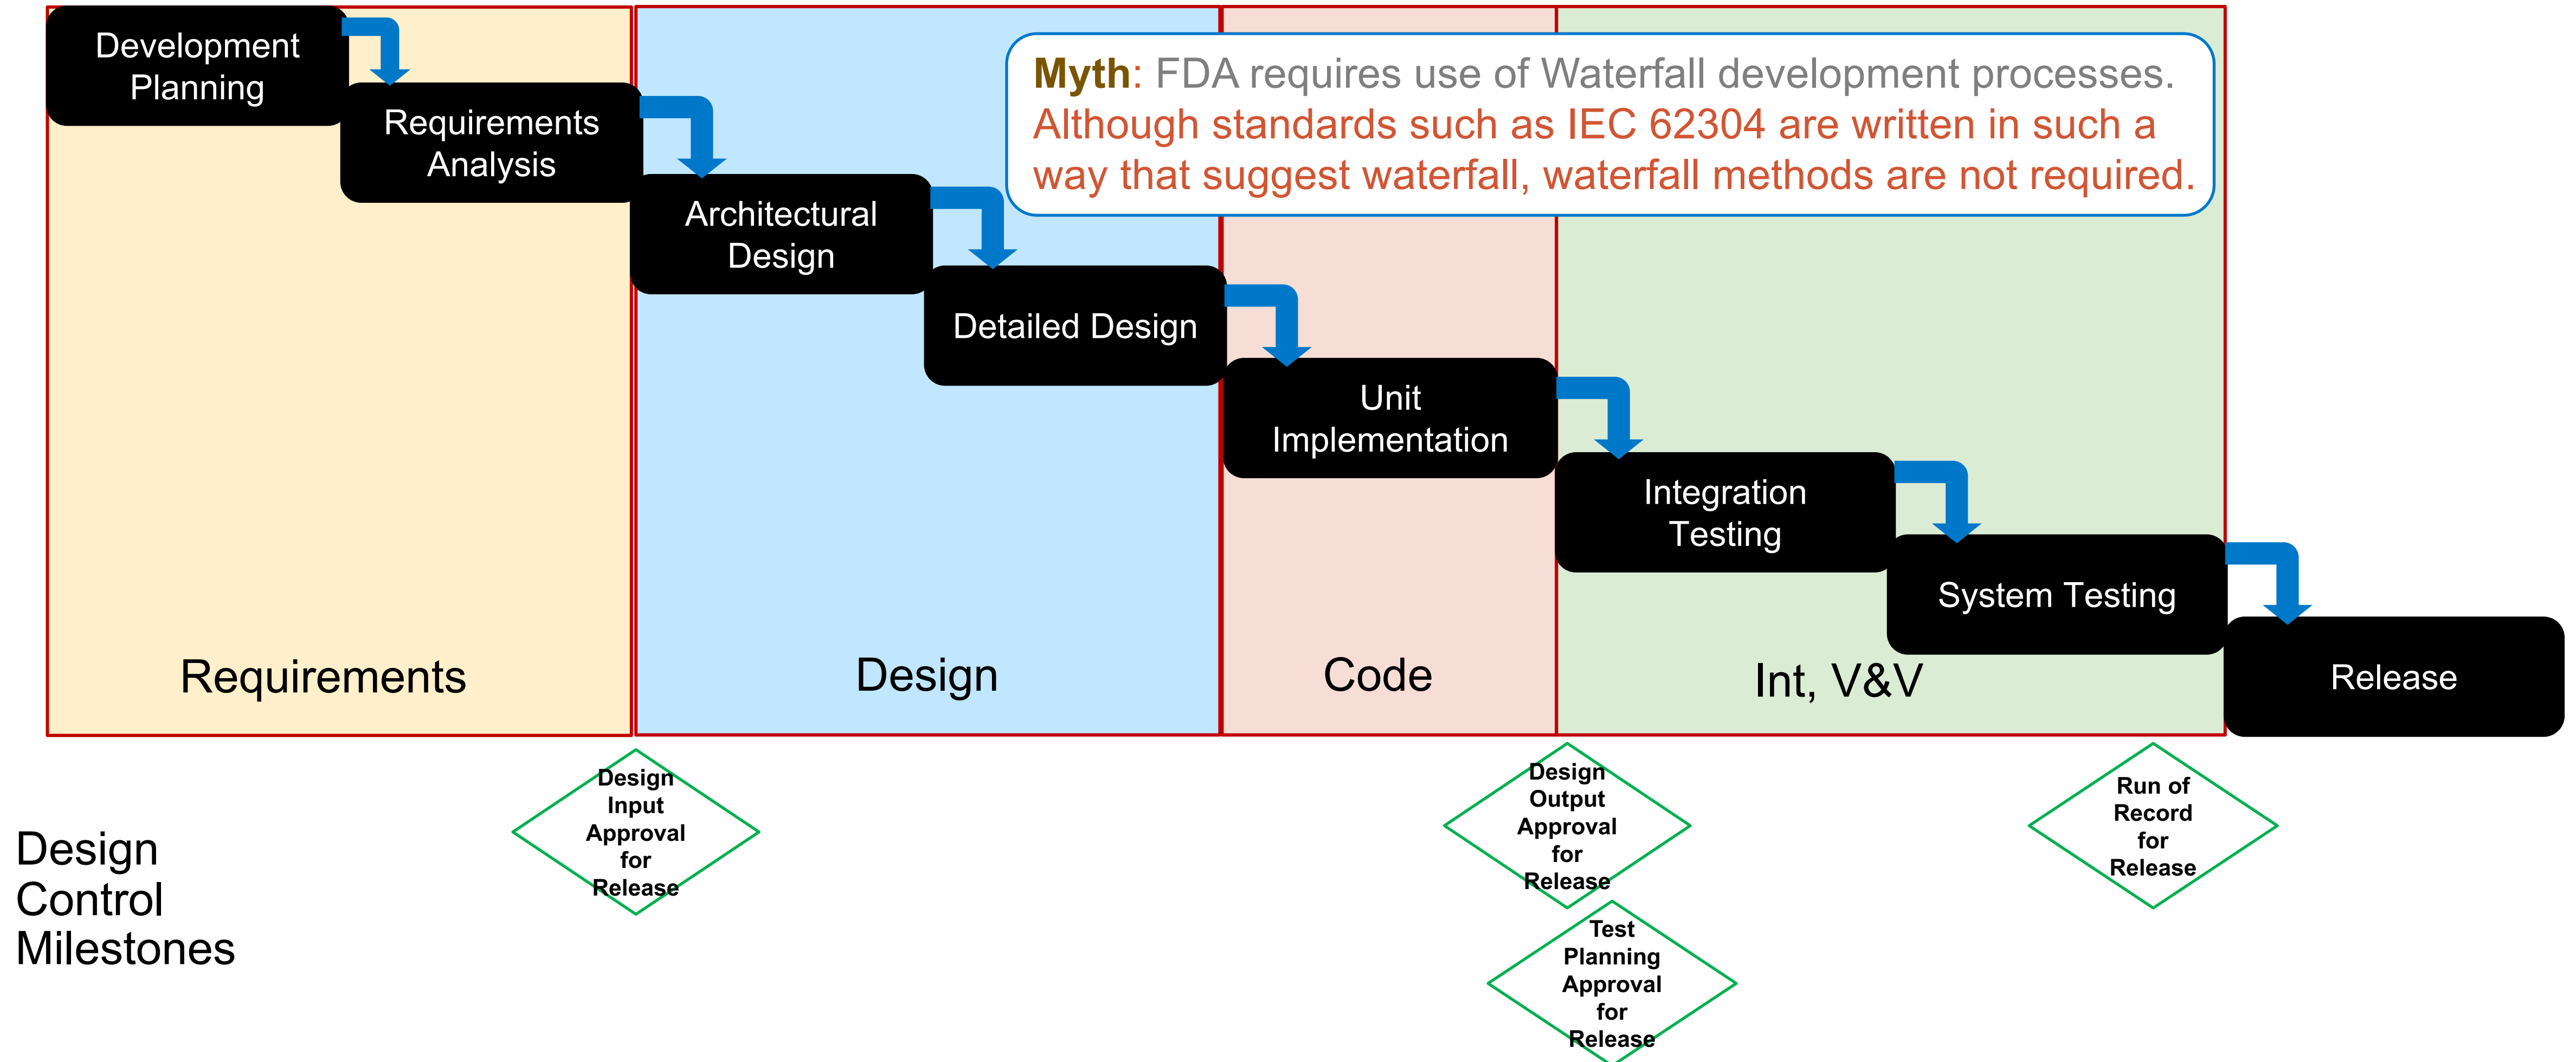 Development
Planning
Requirements
Analysis
Myth: FDA requires use of Waterfall development processes.
Although standards such as IEC 62304 are written in such a
way that suggest waterfall, waterfall methods are not required.
Architectural
Design
Detailed Design
Unit
Implementation
Integration
Testing
System Testing
Release
Requirements
Design
Code
Int, V&V
Design
Control
Milestones
Design
Input
Approval
for
Release
Design
Output
Approval
for
Release
Test
Planning
Approval
for
Release
Run of
Record
for
Release